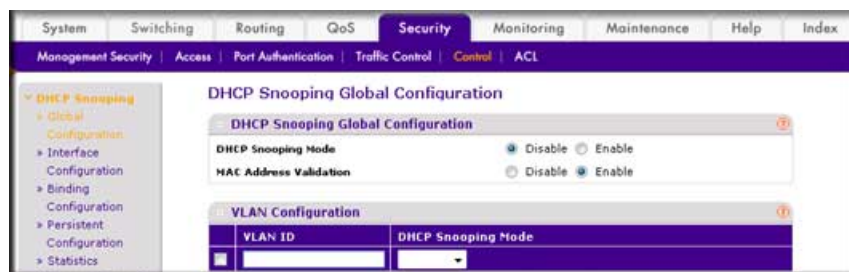 System Switching Routing QoS Security Monitoring Maintenance Help Index
Management Security | Access | Port Authentication | Traffic Control | Control | ACL
DHCP Snooping
» Global
Configuration
» Interface
Configuration
» Binding
Configuration
» Persistent
Configuration
» Statistics
DHCP Snooping Global Configuration
DHCP Snooping Global Configuration
DHCP Snooping Mode Disable Enable
MAC Address Validation Disable Enable
VLAN Configuration
VLAN ID DHCP Snooping Mode